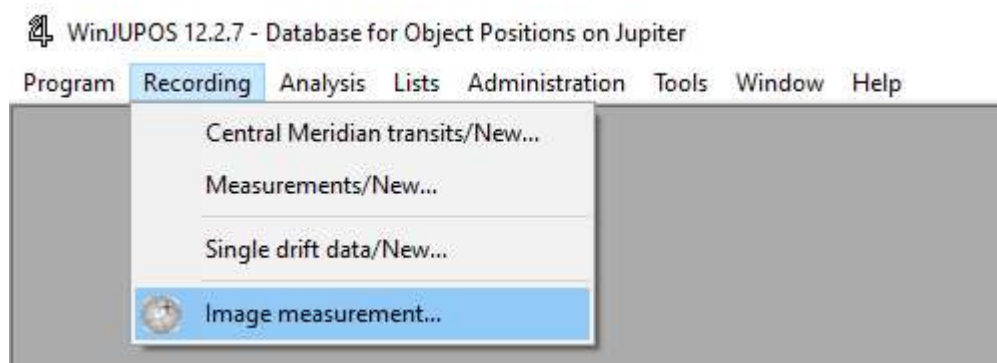 WinJUPOS 12.2.7 - Database for Object Positions on Jupiter
Program Recording Analysis Lists Administration Tools Window Help
Central Meridian transits/New...
Measurements/New...
Single drift data/New...
Image measurement...